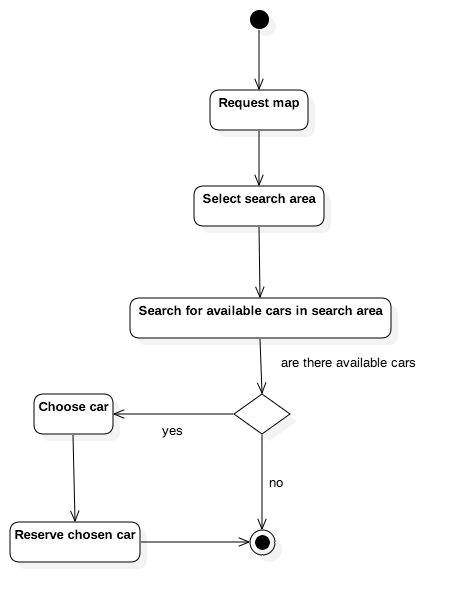 Request map
Select search area
Search for available cars in search area
are there available cars
Choose car
yes
no
Reserve chosen car